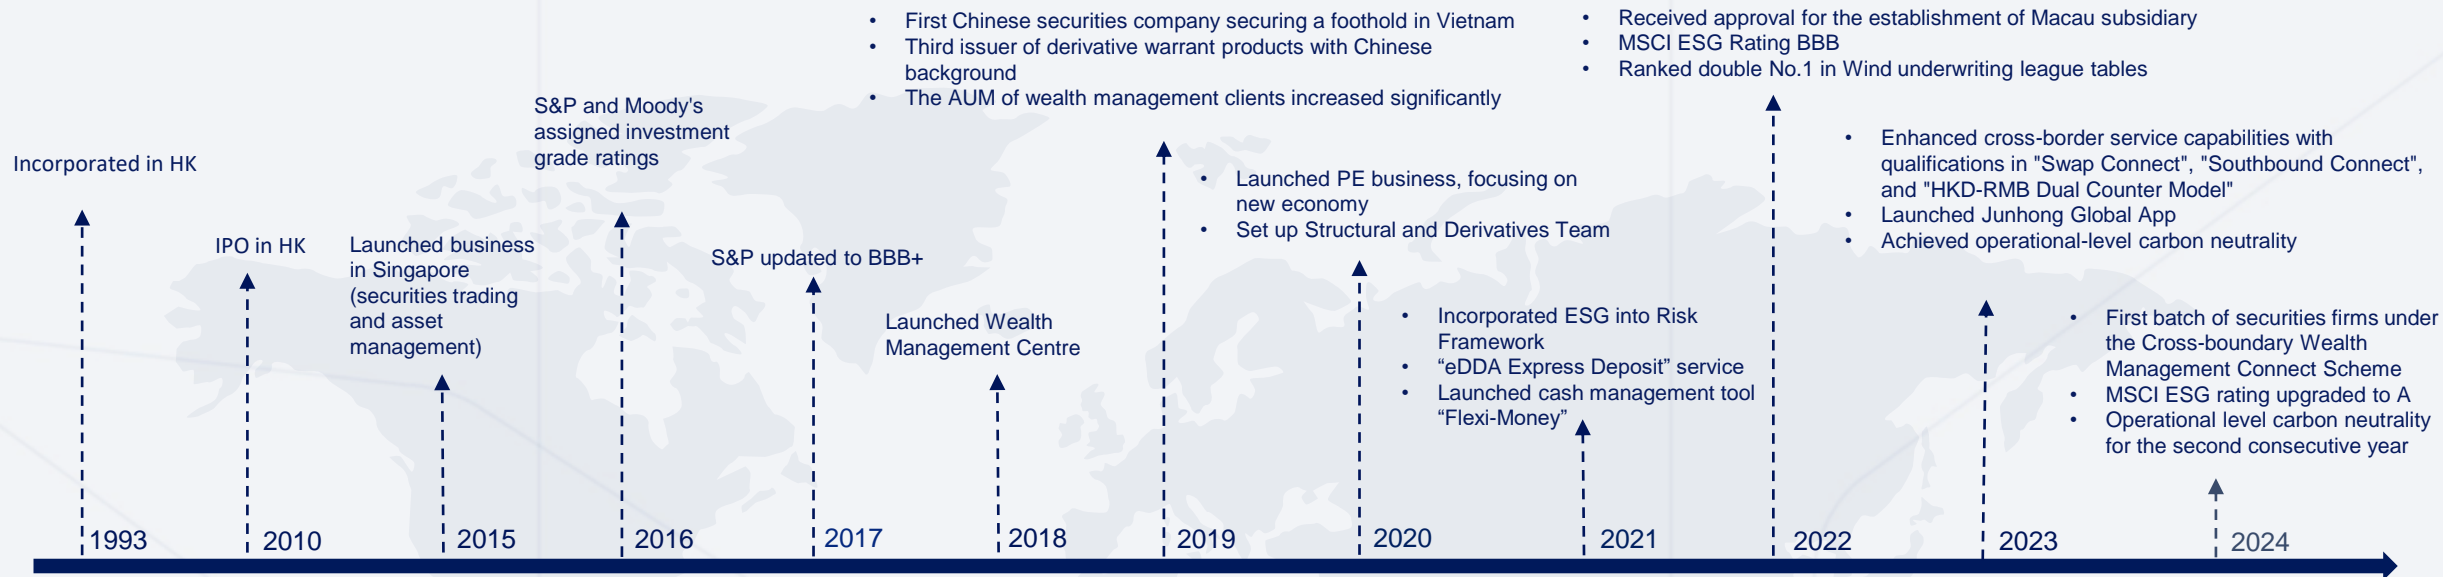 Incorporated in HK
1993
IPO in HK
2010
Launched business
in Singapore
(securities trading
and asset
management)
2015
S&P and Moody's
assigned investment
grade ratings
2016
S&P updated to BBB+
2017
Launched Wealth
Management Centre
2018
• First Chinese securities company securing a foothold in Vietnam
• Third issuer of derivative warrant products with Chinese
background
• The AUM of wealth management clients increased significantly
2019
• Launched PE business, focusing on
new economy
• Set up Structural and Derivatives Team
2020
• Incorporated ESG into Risk
Framework
• “eDDA Express Deposit” service
• Launched cash management tool
“Flexi-Money”
2021
• Received approval for the establishment of Macau subsidiary
• MSCI ESG Rating BBB
• Ranked double No.1 in Wind underwriting league tables
2022
• Enhanced cross-border service capabilities with
qualifications in "Swap Connect", "Southbound Connect",
and "HKD-RMB Dual Counter Model"
• Launched Junhong Global App
• Achieved operational-level carbon neutrality
2023
• First batch of securities firms under
the Cross-boundary Wealth
Management Connect Scheme
• MSCI ESG rating upgraded to A
• Operational level carbon neutrality
for the second consecutive year
2024